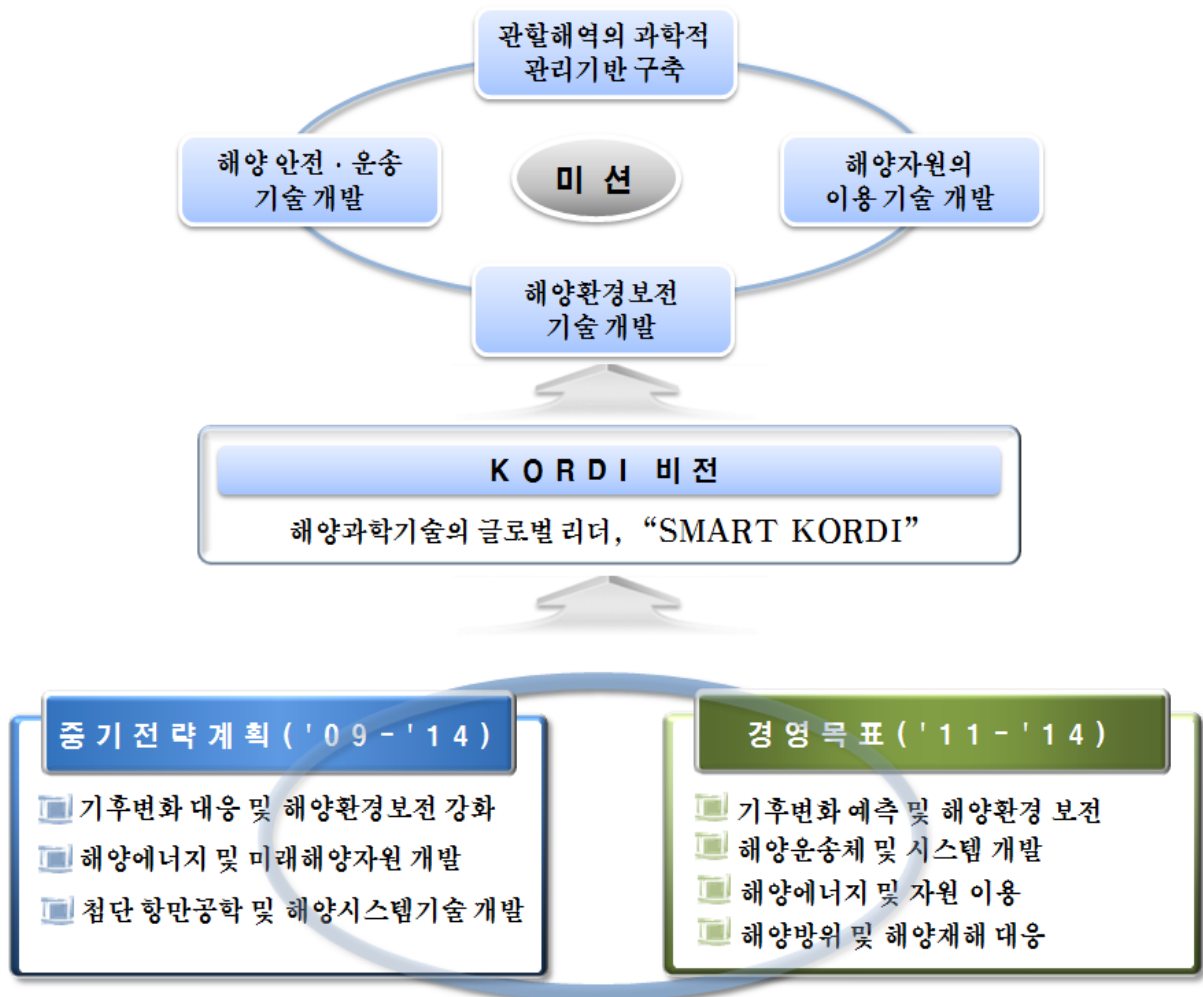 관할해역의 과학적
관리기반 구축
해양 안전 · 운송
기술 개발
미 션
해양자원의
이용 기술 개발
해양환경보전
기술 개발
KORDI 비전
해양과학기술의 글로벌 리더, “SMART KORDI”
중기전략계획('09-'14)
기후변화 대응 및 해양환경보전 강화
해양에너지 및 미래해양자원 개발
첨단 항만공학 및 해양시스템기술 개발
경영목표('11-'14)
기후변화 예측 및 해양환경 보전
해양운송체 및 시스템 개발
해양에너지 및 자원 이용
해양방위 및 해양재해 대응